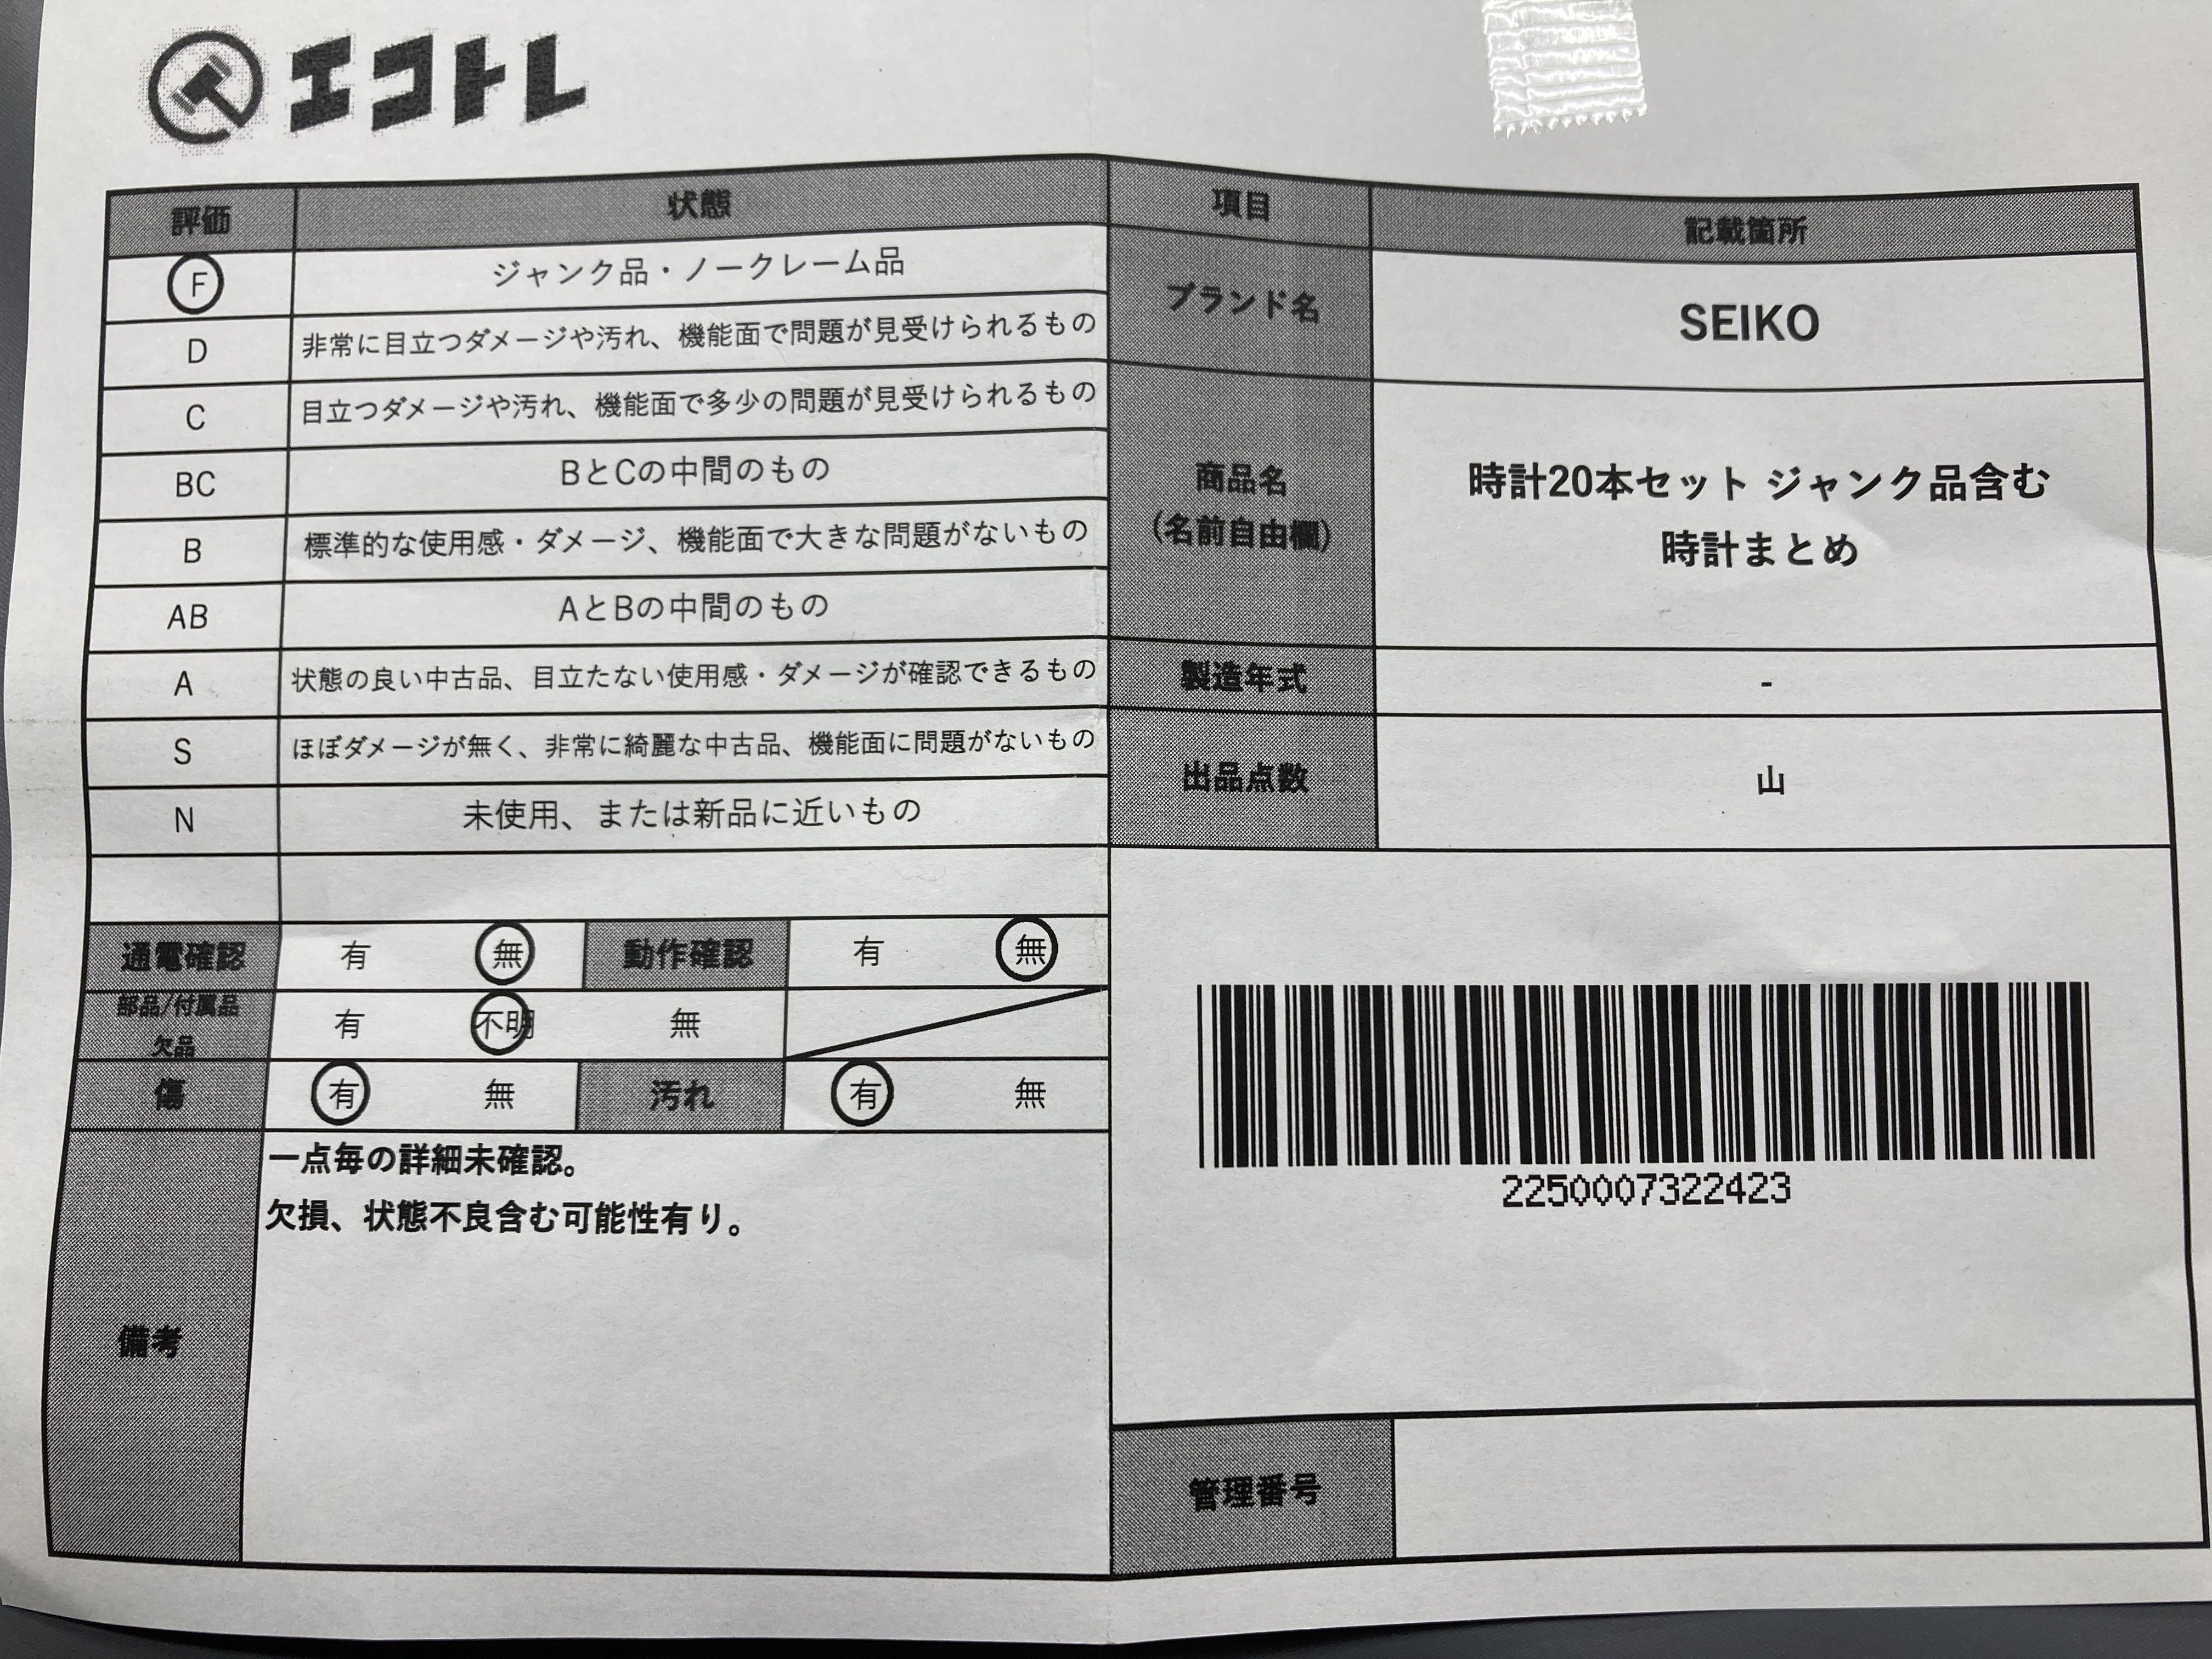 エコトレ
評価 状態
F ジャンク品・ノークレーム品
D 非常に目立つダメージや汚れ、機能面で問題が見受けられるもの
C 目立つダメージや汚れ、機能面で多少の問題が見受けられるもの
BC BとCの中間のもの
B 標準的な使用感・ダメージ、機能面で大きな問題がないもの
AB AとBの中間のもの
A 状態の良い中古品、目立たない使用感・ダメージが確認できるもの
S ほぼダメージが無く、非常に綺麗な中古品、機能面に問題がないもの
N 未使用、または新品に近いもの
通電確認 有 無 動作確認 有 無
部品/付属品
欠品
有 不明 無
傷 有 無 汚れ 有 無
備考
一点毎の詳細未確認。
欠損、状態不良含む可能性有り。
項目 記載箇所
ブランド名 SEIKO
商品名
(名前自由欄)
時計20本セット ジャンク品含む
時計まとめ
製造年式 -
出品点数 山
2250007322423
管理番号